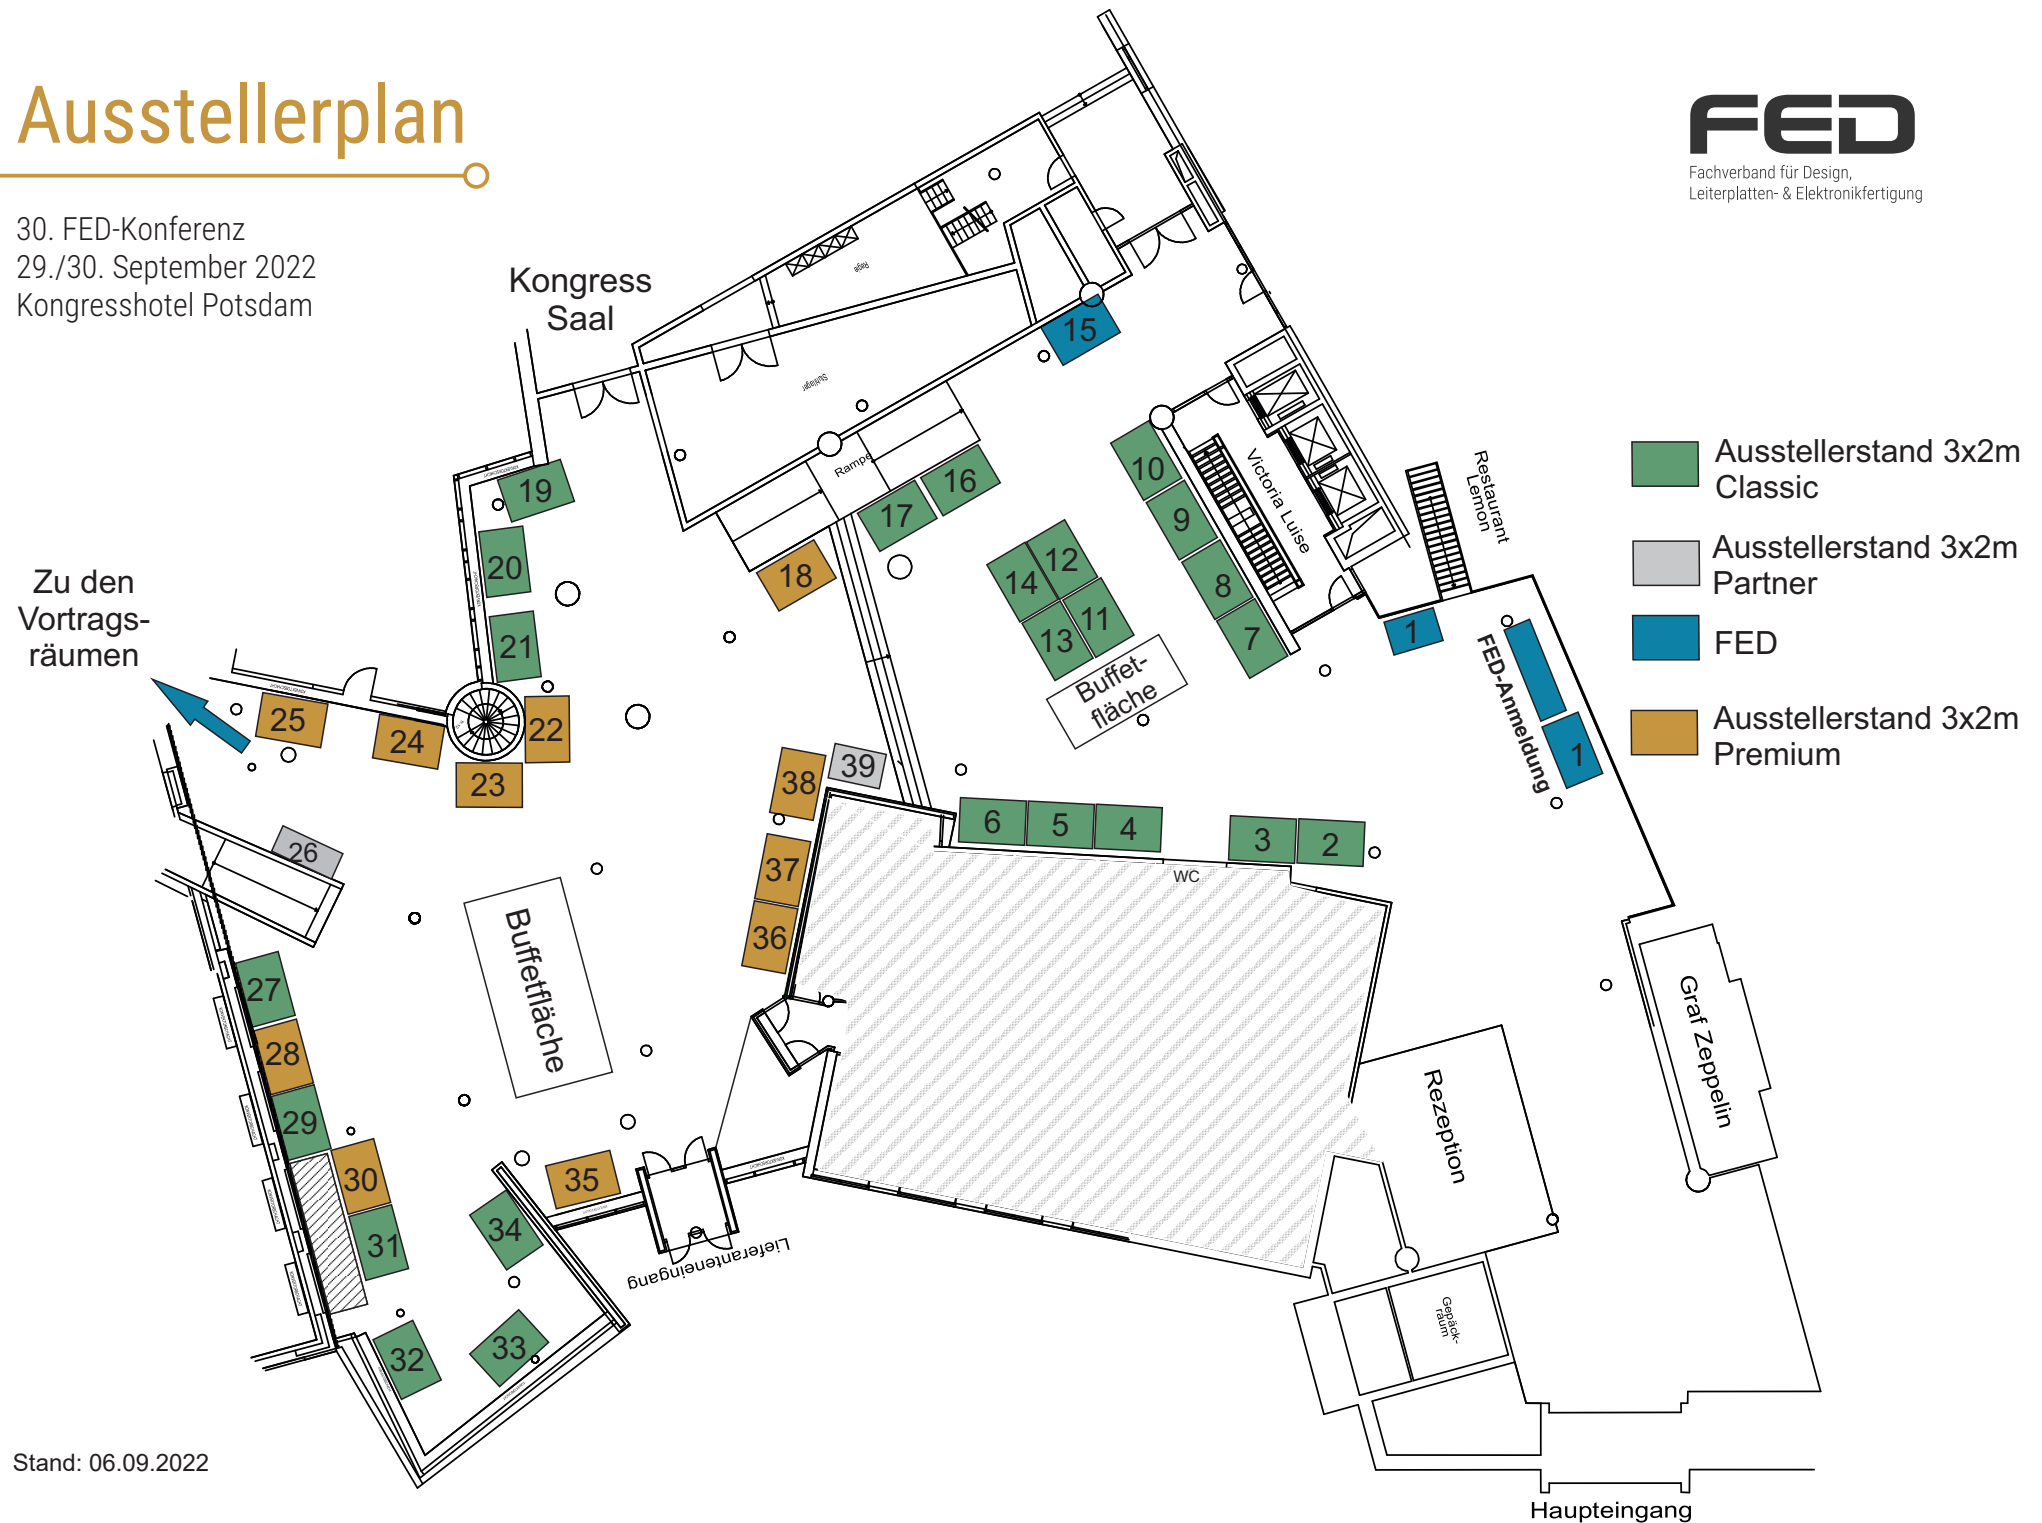 Ausstellerplan
30. FED-Konferenz
29./30. September 2022
Kongresshotel Potsdam
FED
Fachverband für Design,
Leiterplatten- & Elektronikfertigung
Kongress
Saal
Regie
Stuhllager
Rampe
15
16
17
18
19
20
21
10
9
8
7
Victoria Luise
Restaurant
Lemon
12
14
11
13
Buffet-
fläche
1
FED-Anmeldung
1
Ausstellerstand 3x2m
Classic
Ausstellerstand 3x2m
Partner
FED
Ausstellerstand 3x2m
Premium
Zu den
Vortrags-
räumen
25
24
22
23
26
38
39
37
36
6
5
4
3
2
WC
Buffetfläche
27
28
29
30
31
32
33
34
35
Lieferanteneingang
Rezeption
Graf Zeppelin
Gepäck-
raum
Haupteingang
Stand: 06.09.2022